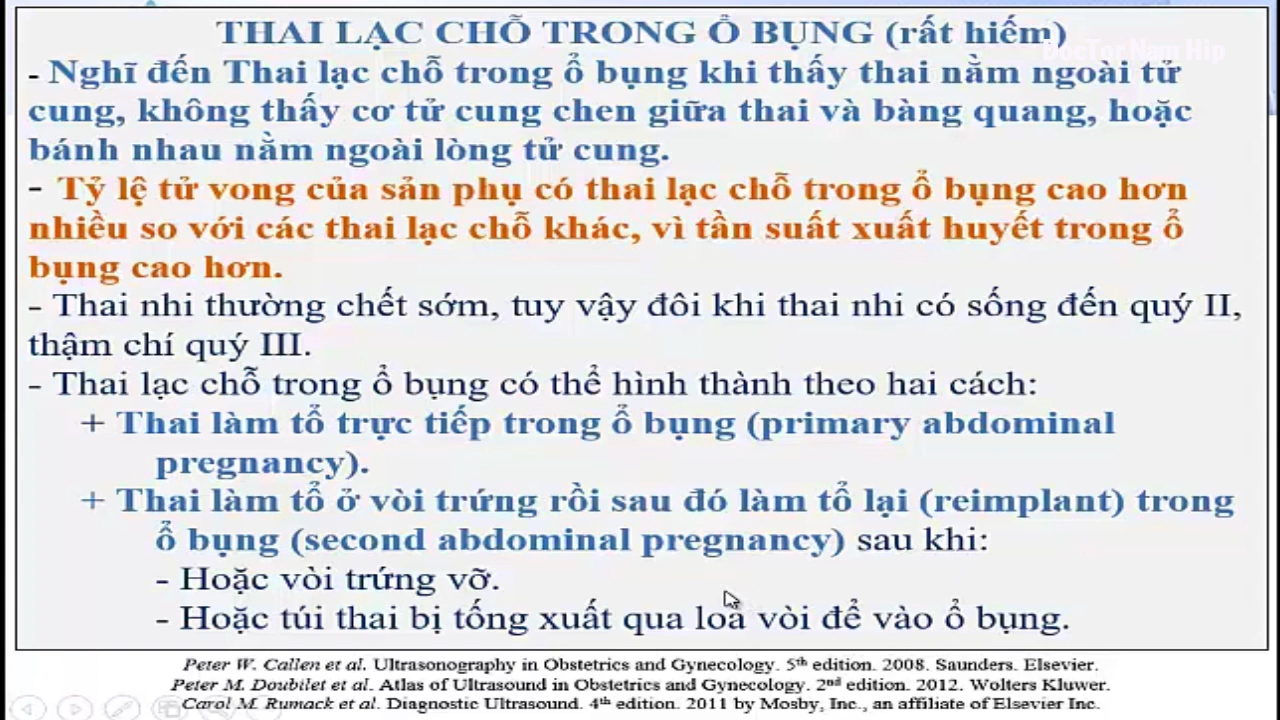 THAI LẠC CHỖ TRONG Ổ BỤNG (rất hiếm)
DocTor Nam Hip
- Nghĩ đến Thai lạc chỗ trong ổ bụng khi thấy thai nằm ngoài tử
cung, không thấy cơ tử cung chen giữa thai và bàng quang, hoặc
bánh nhau nằm ngoài lòng tử cung.
- Tỷ lệ tử vong của sản phụ có thai lạc chỗ trong ổ bụng cao hơn
nhiều so với các thai lạc chỗ khác, vì tần suất xuất huyết trong ổ
bụng cao hơn.
- Thai nhi thường chết sớm, tuy vậy đôi khi thai nhi có sống đến quý II,
thậm chí quý III.
- Thai lạc chỗ trong ổ bụng có thể hình thành theo hai cách:
+ Thai làm tổ trực tiếp trong ổ bụng (primary abdominal
pregnancy).
+ Thai làm tổ ở vòi trứng rồi sau đó làm tổ lại (reimplant) trong
ổ bụng (second abdominal pregnancy) sau khi:
- Hoặc vòi trứng vỡ.
- Hoặc túi thai bị tống xuất qua loa vòi để vào ổ bụng.
Peter W. Callen et al. Ultrasonography in Obstetrics and Gynecology. 5th edition. 2008. Saunders. Elsevier.
Peter M. Doubilet et al. Atlas of Ultrasound in Obstetrics and Gynecology. 2nd edition. 2012. Wolters Kluwer.
Carol M. Rumack et al. Diagnostic Ultrasound. 4th edition. 2011 by Mosby, Inc., an affiliate of Elsevier Inc.